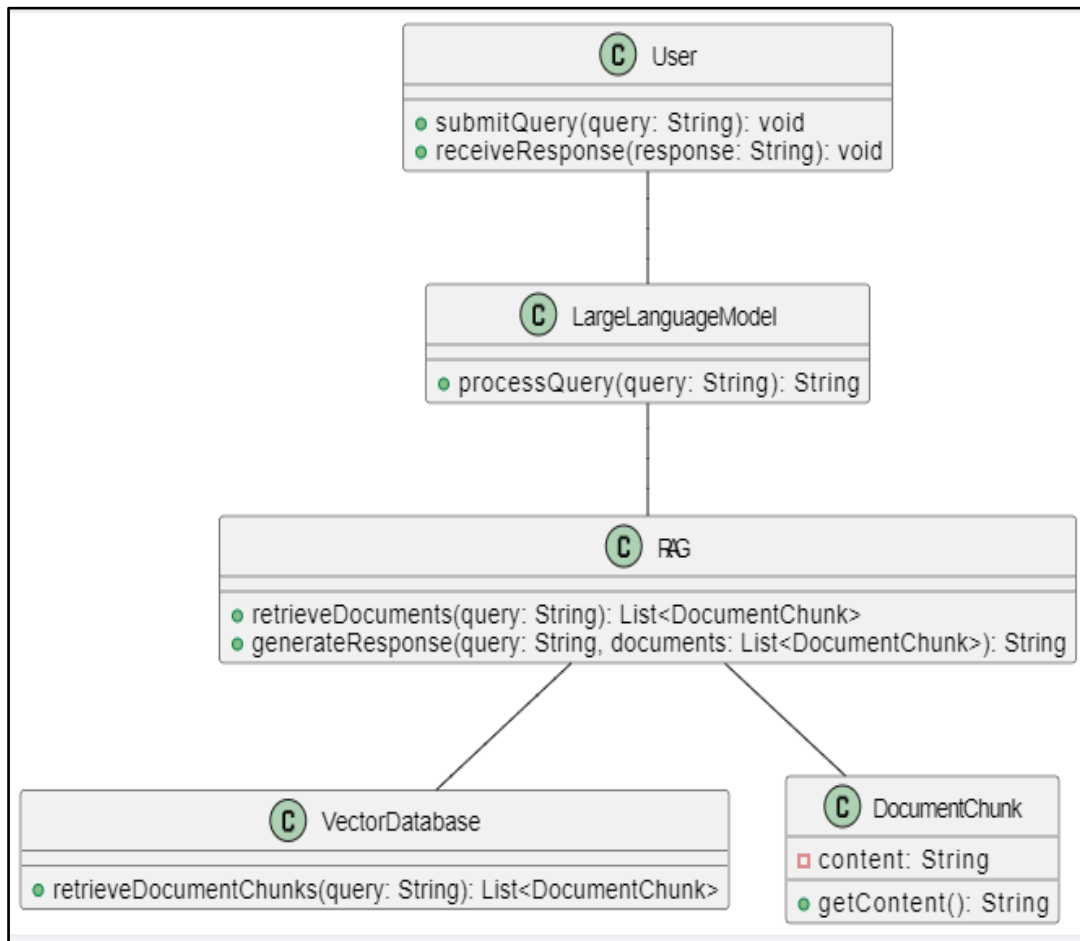 C User
submitQuery(query: String): void
receiveResponse(response: String): void
C LargeLanguageModel
processQuery(query: String): String
C RAG
retrieveDocuments(query: String): List<DocumentChunk>
generateResponse(query: String, documents: List<DocumentChunk>): String
C VectorDatabase
retrieveDocumentChunks(query: String): List<DocumentChunk>
C DocumentChunk
content: String
getContent(): String